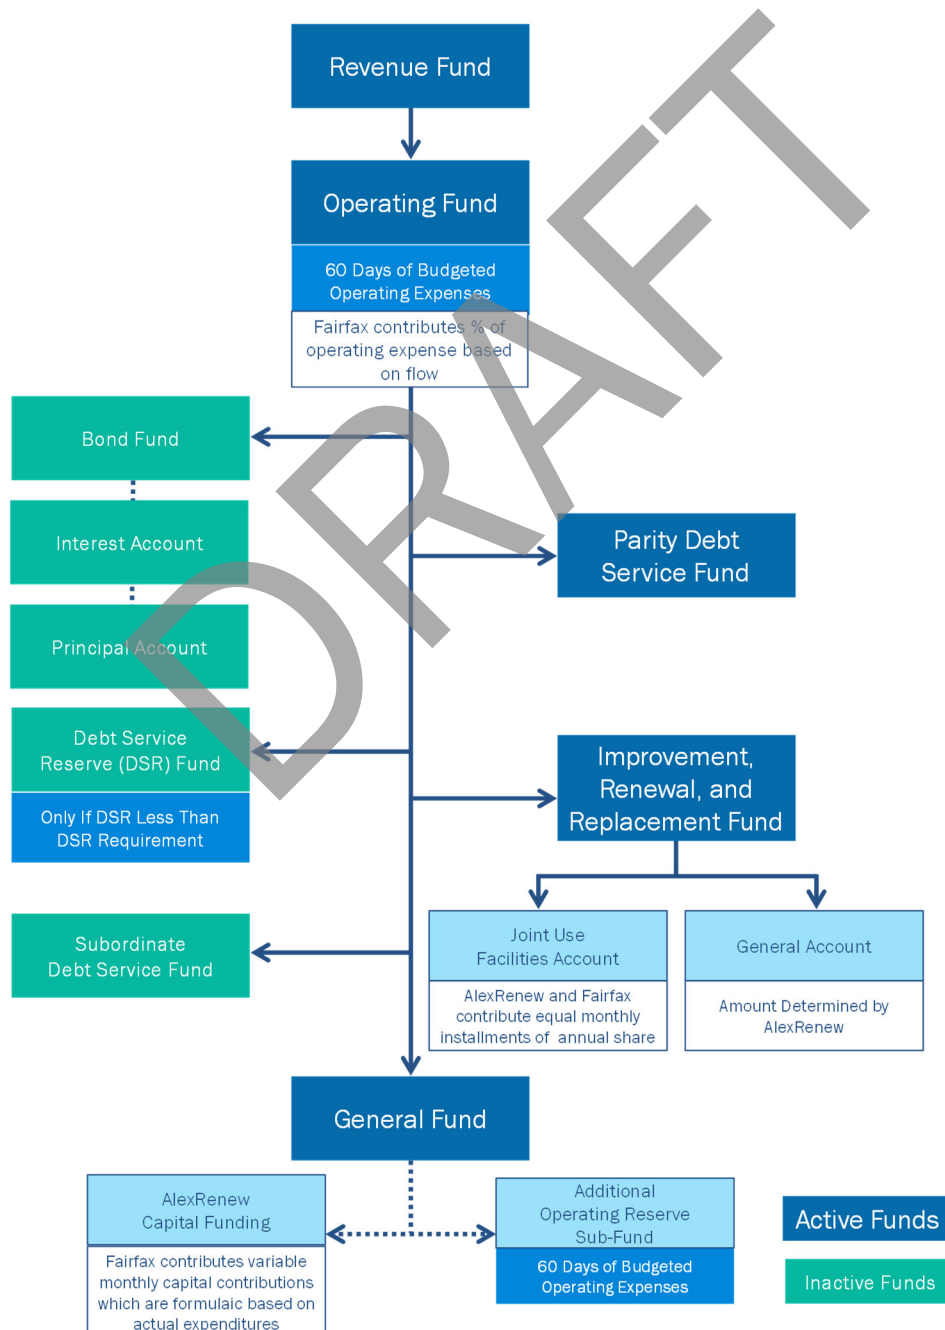 Revenue Fund
Operating Fund
60 Days of Budgeted
Operating Expenses
Fairfax contributes % of
operating expense based
on flow
Bond Fund
Interest Account
Parity Debt
Service Fund
Principal Account
Debt Service
Reserve (DSR) Fund
Only If DSR Less Than
DSR Requirement
Improvement,
Renewal, and
Replacement Fund
Subordinate
Debt Service Fund
Joint Use
Facilities Account
AlexRenew and Fairfax
contribute equal monthly
installments of annual share
General Account
Amount Determined by
AlexRenew
General Fund
AlexRenew
Capital Funding
Fairfax contributes variable
monthly capital contributions
which are formulaic based on
actual expenditures
Additional
Operating Reserve
Sub-Fund
60 Days of Budgeted
Operating Expenses
Active Funds
Inactive Funds
DRAFT